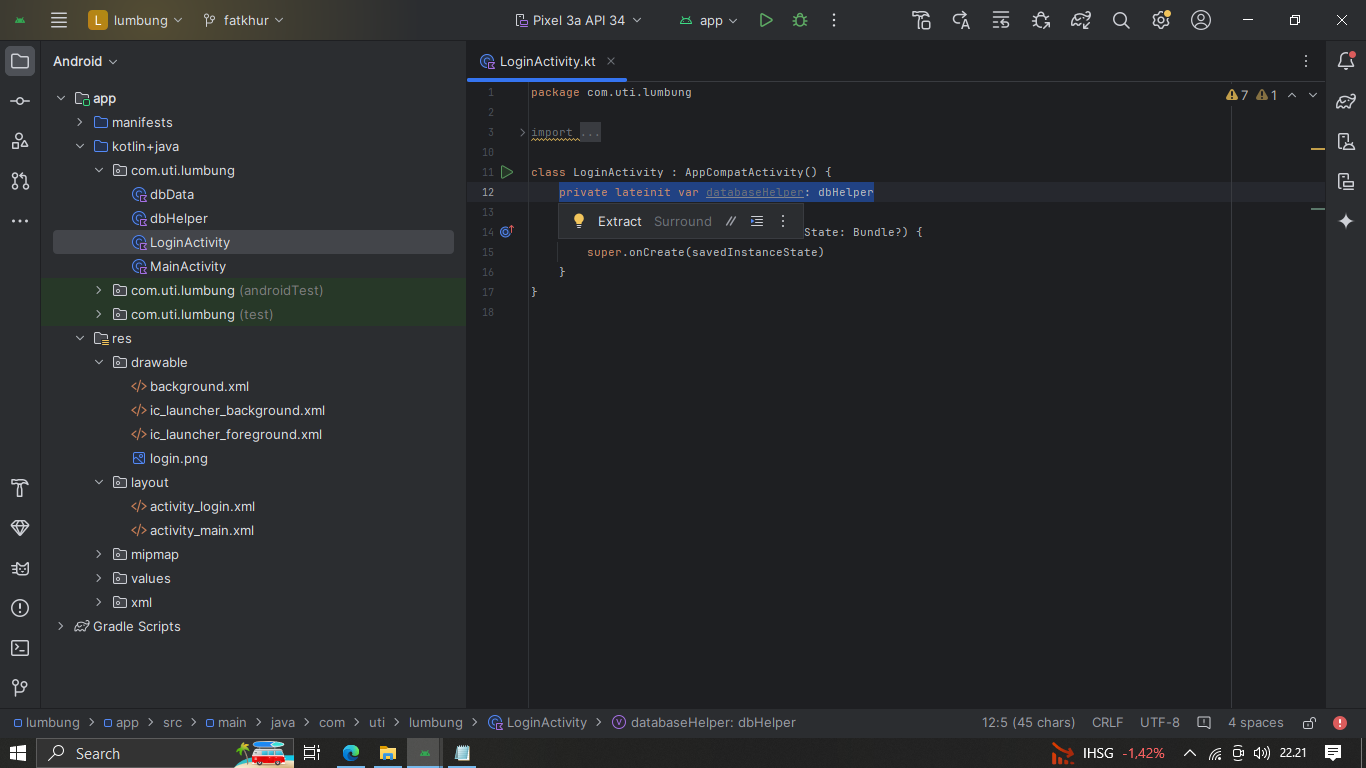 L lumbung fatkhur Pixel 3a API 34 app
Android
app
manifests
kotlin+java
com.uti.lumbung
dbData
dbHelper
LoginActivity
MainActivity
com.uti.lumbung (androidTest)
com.uti.lumbung (test)
res
drawable
background.xml
ic_launcher_background.xml
ic_launcher_foreground.xml
login.png
layout
activity_login.xml
activity_main.xml
mipmap
values
xml
Gradle Scripts
LoginActivity.kt
7 1
1 package com.uti.lumbung
2
3 import ...
10
11 class LoginActivity : AppCompatActivity() {
12 private lateinit var databaseHelper: dbHelper
13
Extract Surround //
14 State: Bundle?) {
15 super.onCreate(savedInstanceState)
16 }
17 }
18
lumbung > app > src > main > java > com > uti > lumbung > LoginActivity > databaseHelper: dbHelper
12:5 (45 chars) CRLF UTF-8 4 spaces
Search
IHSG -1,42% 22.21